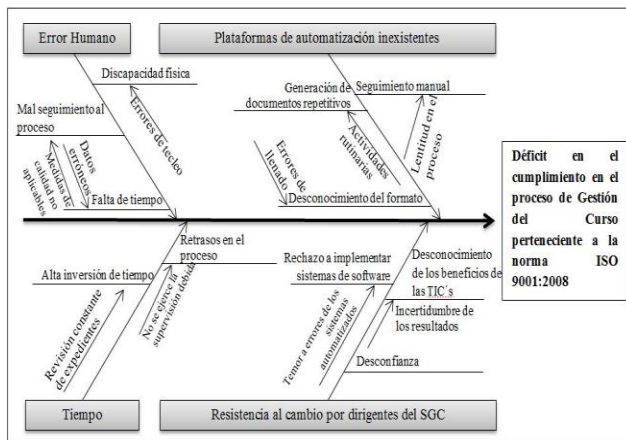 Error Humano
Plataformas de automatización inexistentes
Discapacidad física
Errores de tecleo
Mal seguimiento al
proceso
Datos
erróneos
Medidas de
calidad no
aplicables
Falta de tiempo
Generación de
documentos repetitivos
Seguimiento manual
Actividades
rutinarias
Lentitud en el
proceso
Errores de
llenado
Desconocimiento del formato
Déficit en el
cumplimiento en el
proceso de Gestión
del Curso
perteneciente a la
norma ISO
9001:2008
Retrasos en el
proceso
Alta inversión de tiempo
No se ejerce la
supervisión debida
Revisión constante
de expedientes
Rechazo a implementar
sistemas de software
Desconocimiento
de los beneficios de
las TIC´s
Incertidumbre de
los resultados
Temor a errores de los
sistemas
automatizados
Desconfianza
Tiempo
Resistencia al cambio por dirigentes del SGC